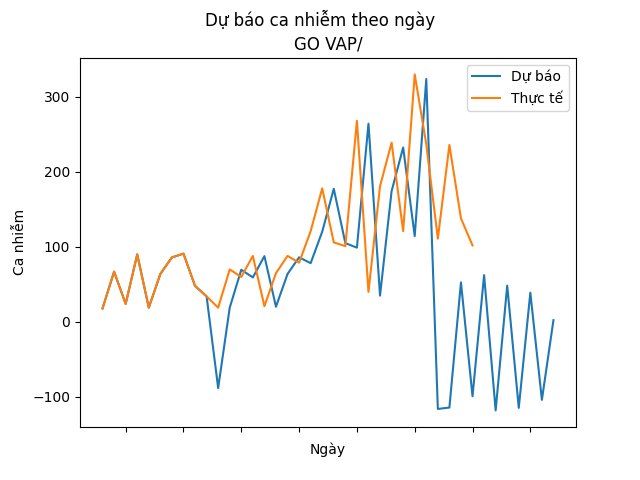 Dự báo ca nhiễm theo ngày
GO VAP/
Dự báo
Thực tế
300
200
100
0
−100
Ca nhiễm
Ngày